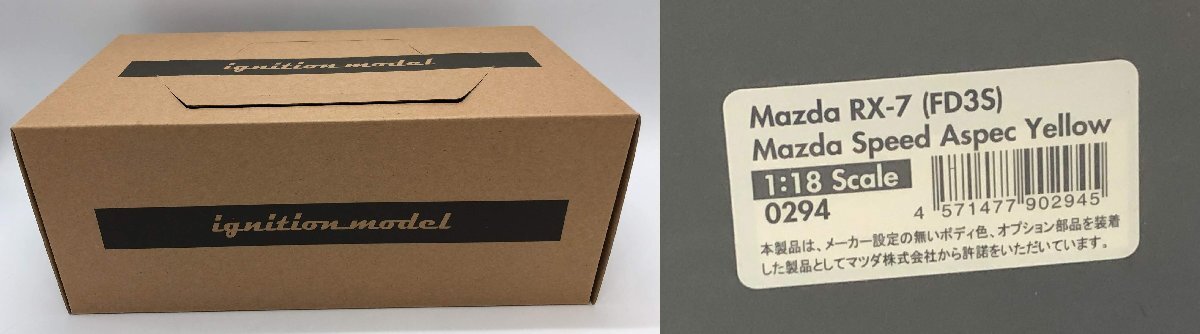 ignition model
ignition model
Mazda RX-7 (FD3S)
Mazda Speed Aspec Yellow
1:18 Scale
0294
4 571477 902945
本製品は、メーカー設定の無いボディ色、オプション部品を装着
した製品としてマツダ株式会社から許諾をいただいています。